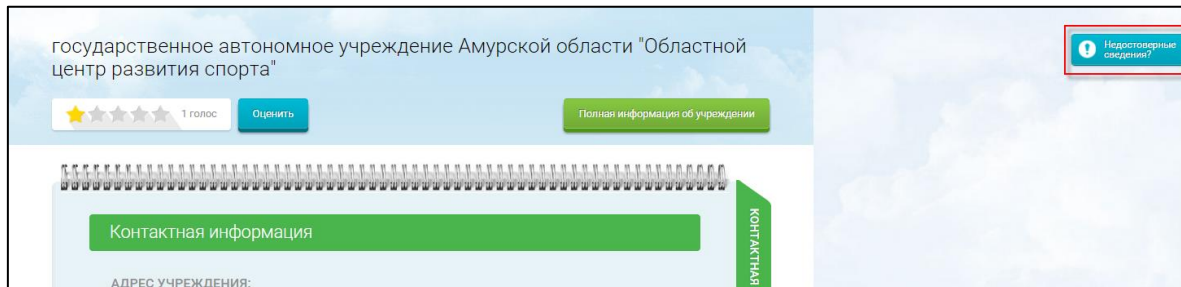 государственное автономное учреждение Амурской области "Областной
центр развития спорта"
Недостоверные
сведения?
1 голос
Оценить
Полная информация об учреждении
Контактная информация
КОНТАКТНАЯ
АДРЕС УЧРЕЖДЕНИЯ: